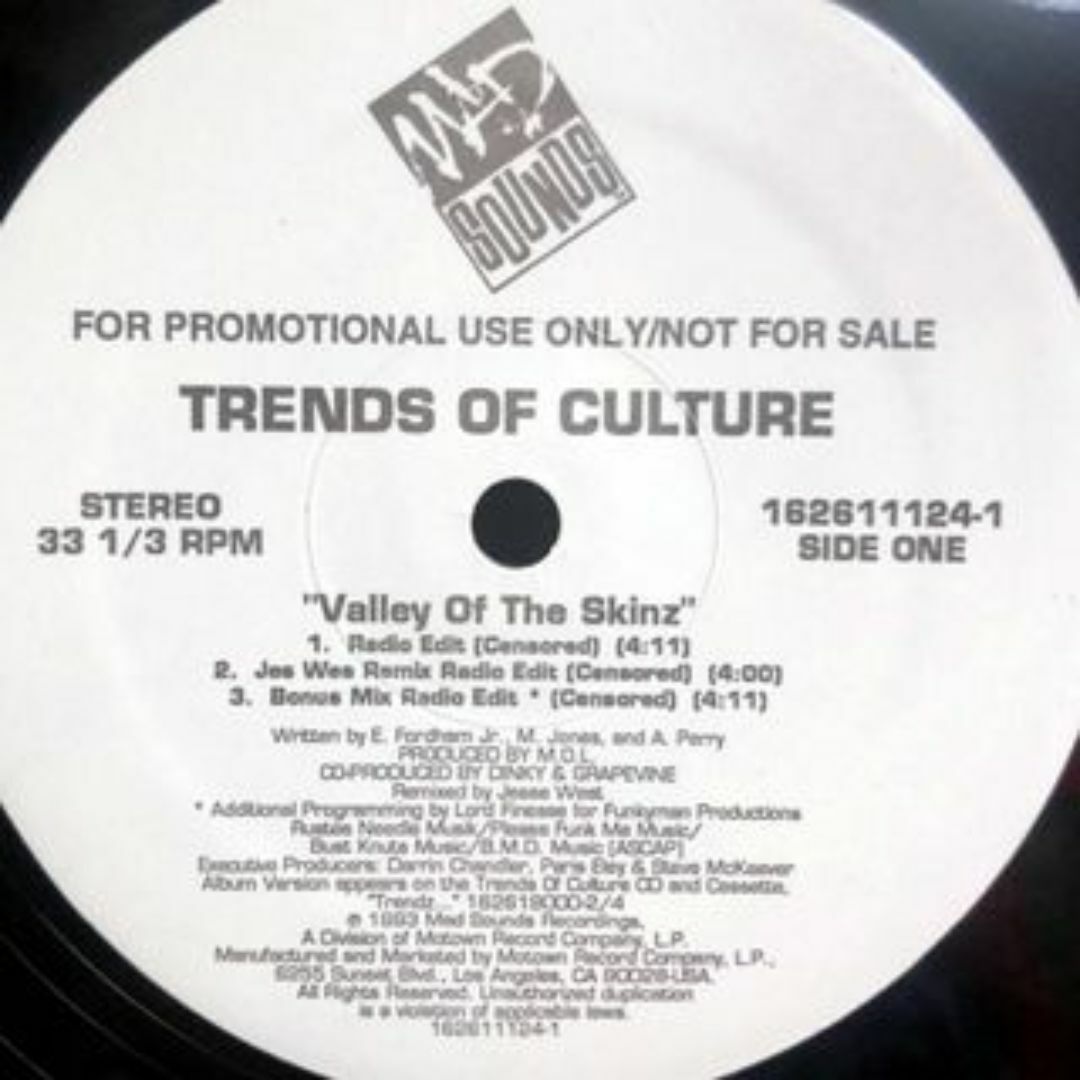 MAD
SOUNDS
FOR PROMOTIONAL USE ONLY/NOT FOR SALE
TRENDS OF CULTURE
STEREO
33 1/3 RPM
162611124-1
SIDE ONE
"Valley Of The Skinz"
1. Radio Edit (Censored) (4:11)
2. Jes Wes Remix Radio Edit (Censored) (4:00)
3. Bonus Mix Radio Edit * (Censored) (4:11)
Written by E. Fordham Jr., M. Jones, and A. Perry
PRODUCED BY M.O.L.
CO-PRODUCED BY DINKY & GRAPEVINE
Remixed by Jesse West
* Additional Programming by Lord Finesse for Funkyman Productions
Needle Musik/Please Funk Me Music/
Bust Knuts Music/B.M.D. Music (ASCAP)
Executive Producers: Darrin Chandler, Paris Eley & Steve McKeever
Album Version appears on the Trends Of Culture CD and Cassette,
"Trendz..." 162619000-2/4
℗ 1993 Mad Sounds Recordings,
A Division of Motown Record Company, L.P.
Manufactured and Marketed by Motown Record Company, L.P.,
6255 Sunset Blvd., Los Angeles, CA 90028-USA.
All Rights Reserved. Unauthorized duplication
is a violation of applicable laws.
162611124-1